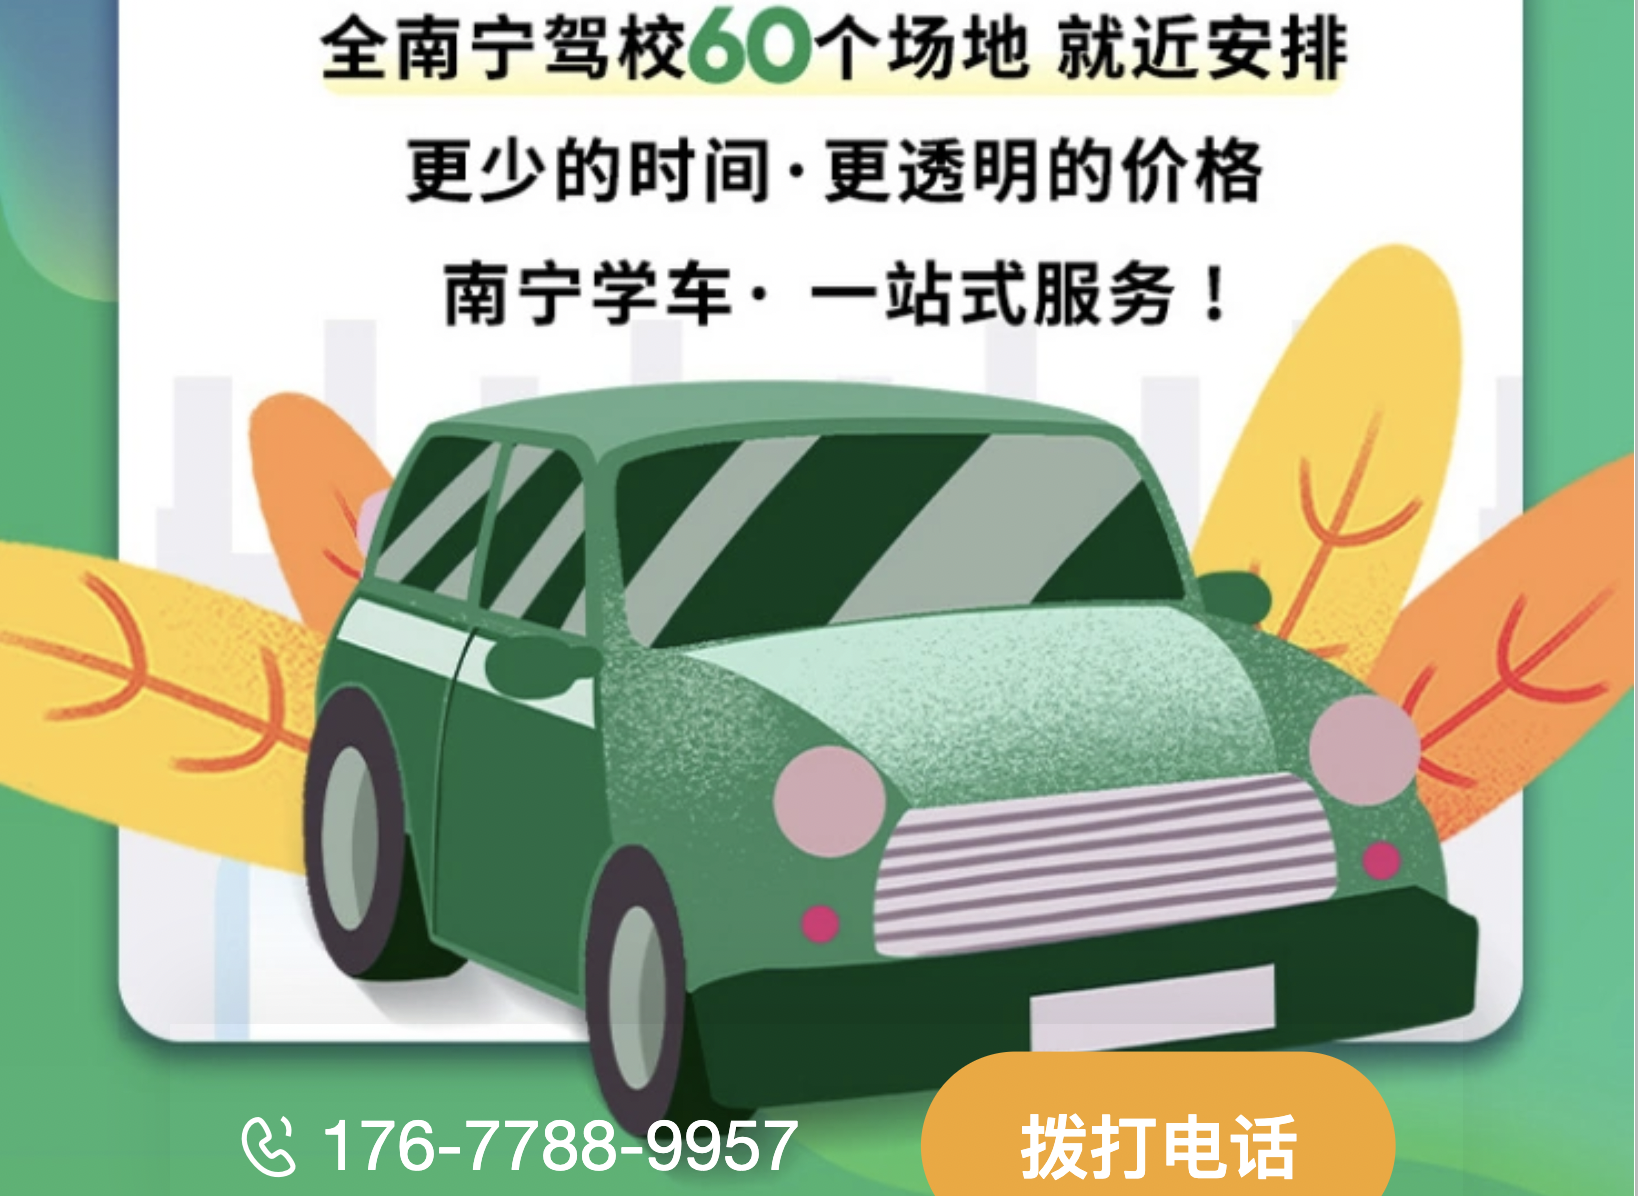 全南宁驾校60个场地 就近安排
更少的时间·更透明的价格
南宁学车· 一站式服务！
176-7788-9957
拨打电话